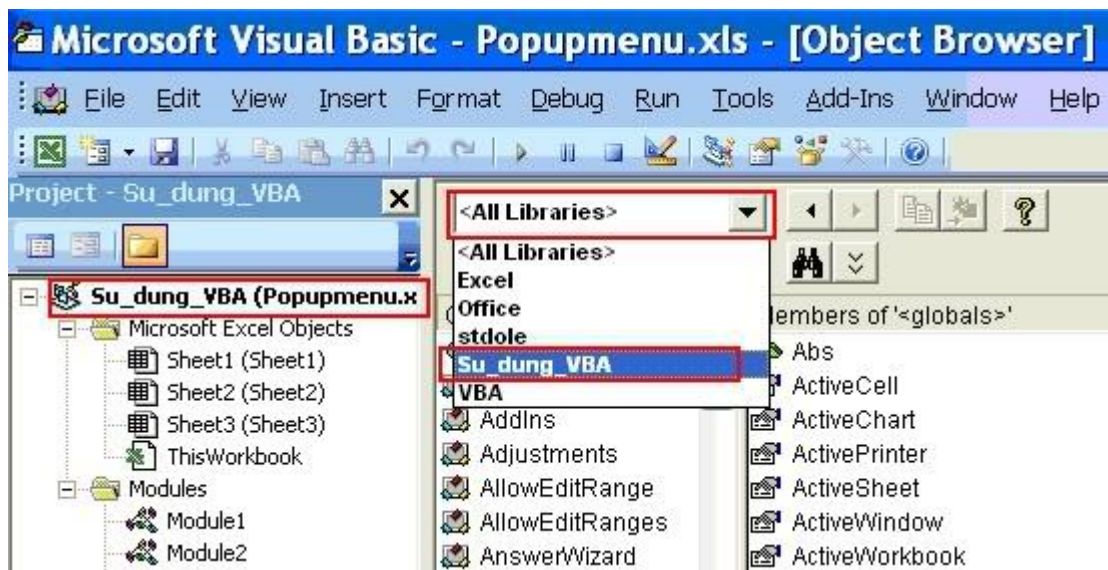 Microsoft Visual Basic - Popupmenu.xls - [Object Browser]
File Edit View Insert Format Debug Run Tools Add-Ins Window Help
Project - Su_dung_VBA
Su_dung_VBA (Popupmenu.x
Microsoft Excel Objects
Sheet1 (Sheet1)
Sheet2 (Sheet2)
Sheet3 (Sheet3)
ThisWorkbook
Modules
Module1
Module2
<All Libraries>
<All Libraries>
Excel
Office
stdole
Su_dung_VBA
VBA
AddIns
Adjustments
AllowEditRange
AllowEditRanges
AnswerWizard
embers of '<globals>'
Abs
ActiveCell
ActiveChart
ActivePrinter
ActiveSheet
ActiveWindow
ActiveWorkbook